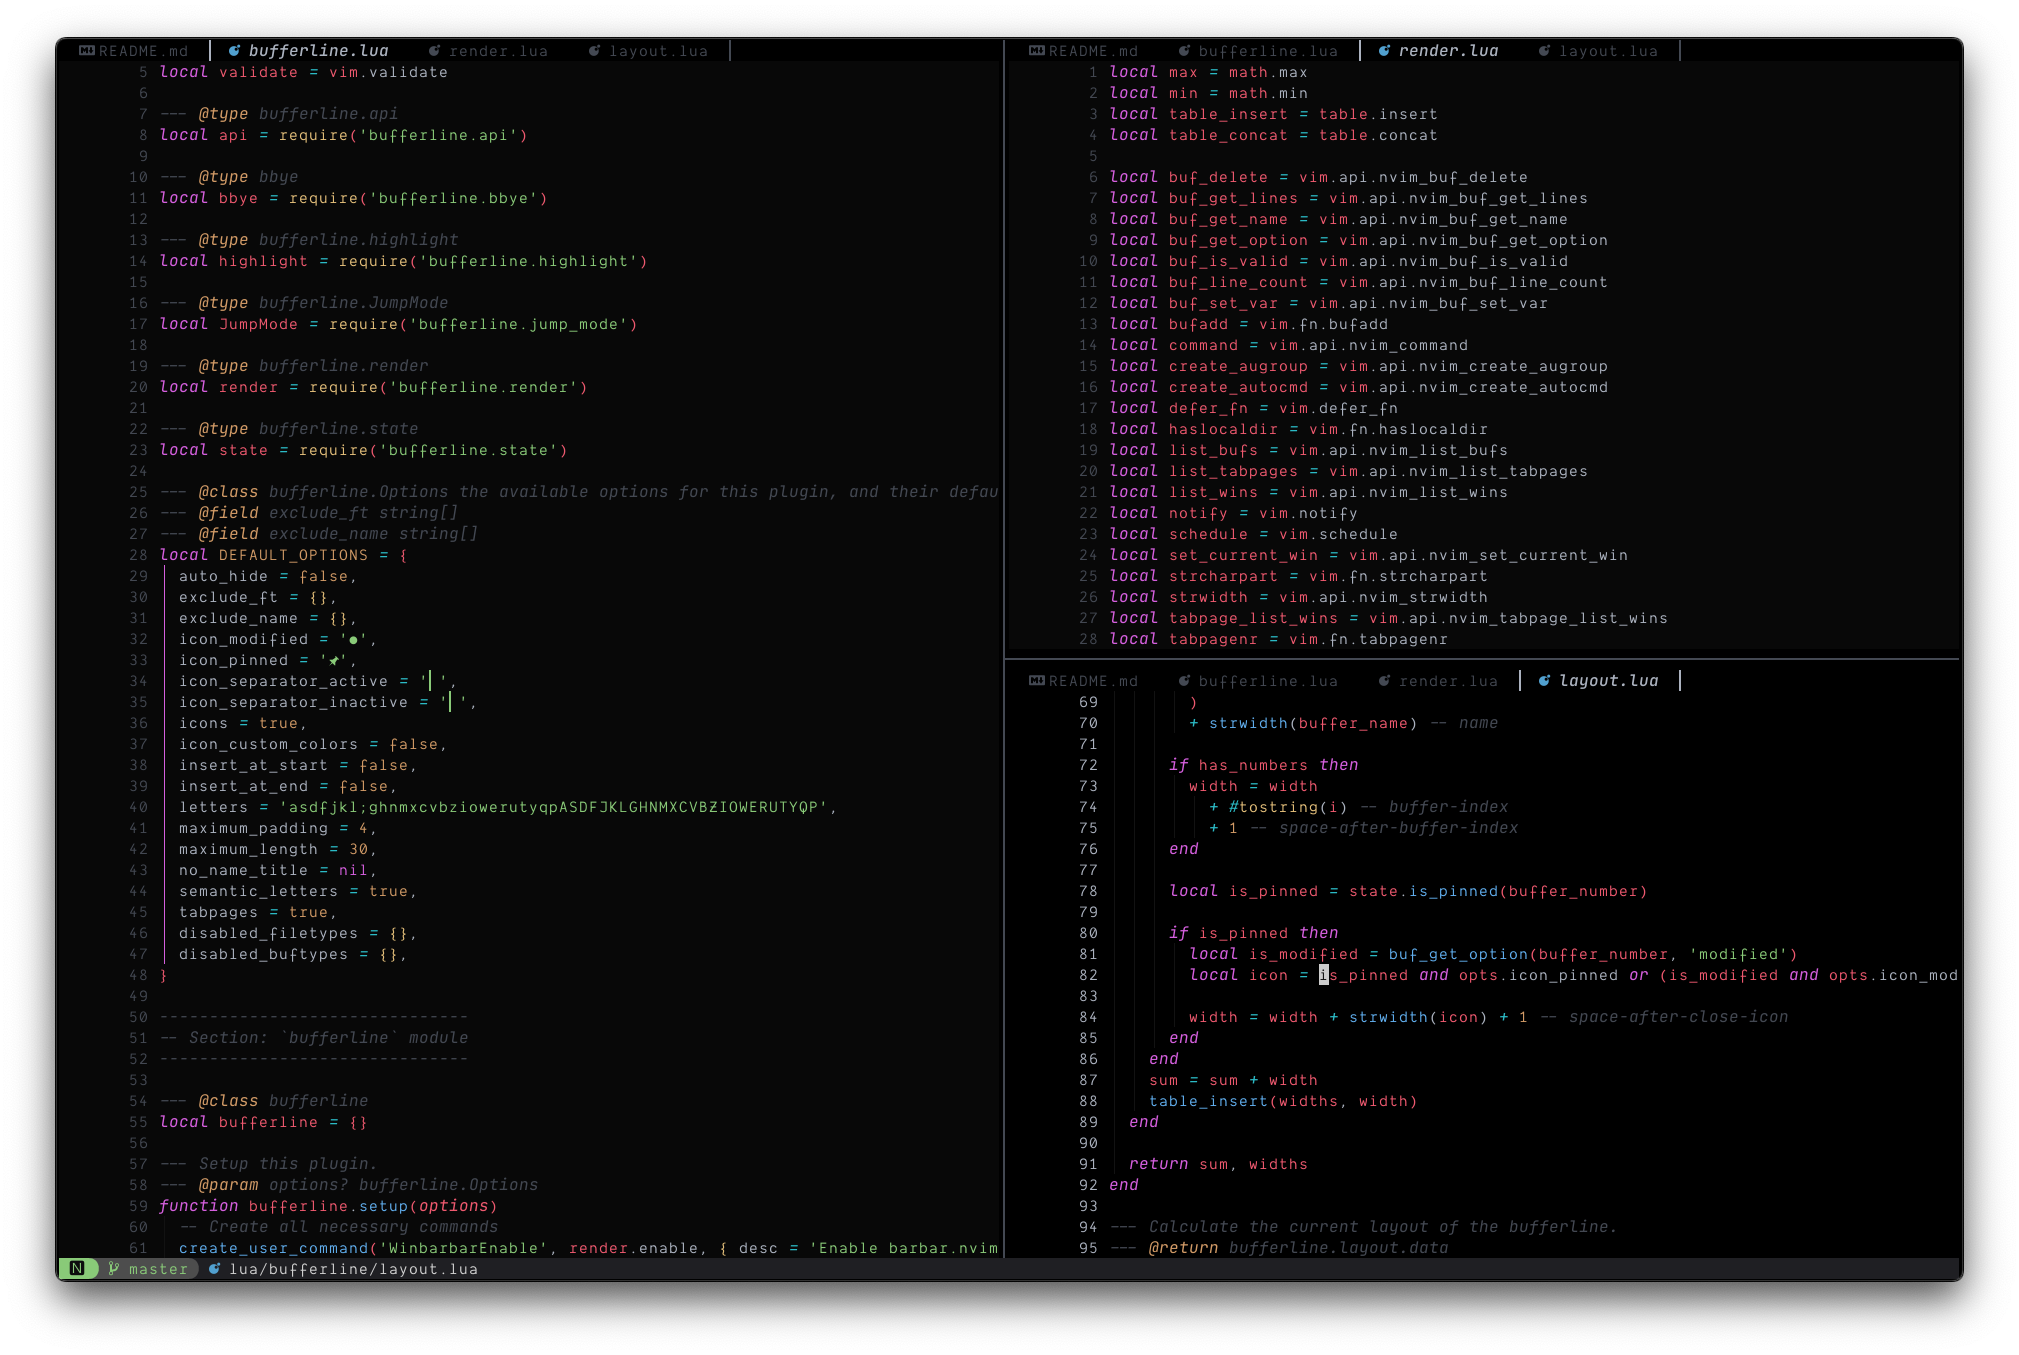 README.md bufferline.lua render.lua layout.lua
5 local validate = vim.validate
6
7 --- @type bufferline.api
8 local api = require('bufferline.api')
9
10 --- @type bbye
11 local bbye = require('bufferline.bbye')
12
13 --- @type bufferline.highlight
14 local highlight = require('bufferline.highlight')
15
16 --- @type bufferline.JumpMode
17 local JumpMode = require('bufferline.jump_mode')
18
19 --- @type bufferline.render
20 local render = require('bufferline.render')
21
22 --- @type bufferline.state
23 local state = require('bufferline.state')
24
25 --- @class bufferline.Options the available options for this plugin, and their defau
26 --- @field exclude_ft string[]
27 --- @field exclude_name string[]
28 local DEFAULT_OPTIONS = {
29 auto_hide = false,
30 exclude_ft = {},
31 exclude_name = {},
32 icon_modified = '●',
33 icon_pinned = '',
34 icon_separator_active = '▎',
35 icon_separator_inactive = '▎',
36 icons = true,
37 icon_custom_colors = false,
38 insert_at_start = false,
39 insert_at_end = false,
40 letters = 'asdfjkl;ghnmxcvbziowerutyqpASDFJKLGHNMXCVBZIOWERUTYQP',
41 maximum_padding = 4,
42 maximum_length = 30,
43 no_name_title = nil,
44 semantic_letters = true,
45 tabpages = true,
46 disabled_filetypes = {},
47 disabled_buftypes = {},
48 }
49
50 -------------------------------
51 -- Section: `bufferline` module
52 -------------------------------
53
54 --- @class bufferline
55 local bufferline = {}
56
57 --- Setup this plugin.
58 --- @param options? bufferline.Options
59 function bufferline.setup(options)
60 -- Create all necessary commands
61 create_user_command('WinbarbarEnable', render.enable, { desc = 'Enable barbar.nvim
README.md bufferline.lua render.lua layout.lua
1 local max = math.max
2 local min = math.min
3 local table_insert = table.insert
4 local table_concat = table.concat
5
6 local buf_delete = vim.api.nvim_buf_delete
7 local buf_get_lines = vim.api.nvim_buf_get_lines
8 local buf_get_name = vim.api.nvim_buf_get_name
9 local buf_get_option = vim.api.nvim_buf_get_option
10 local buf_is_valid = vim.api.nvim_buf_is_valid
11 local buf_line_count = vim.api.nvim_buf_line_count
12 local buf_set_var = vim.api.nvim_buf_set_var
13 local bufadd = vim.fn.bufadd
14 local command = vim.api.nvim_command
15 local create_augroup = vim.api.nvim_create_augroup
16 local create_autocmd = vim.api.nvim_create_autocmd
17 local defer_fn = vim.defer_fn
18 local haslocaldir = vim.fn.haslocaldir
19 local list_bufs = vim.api.nvim_list_bufs
20 local list_tabpages = vim.api.nvim_list_tabpages
21 local list_wins = vim.api.nvim_list_wins
22 local notify = vim.notify
23 local schedule = vim.schedule
24 local set_current_win = vim.api.nvim_set_current_win
25 local strcharpart = vim.fn.strcharpart
26 local strwidth = vim.api.nvim_strwidth
27 local tabpage_list_wins = vim.api.nvim_tabpage_list_wins
28 local tabpagenr = vim.fn.tabpagenr
README.md bufferline.lua render.lua layout.lua
69 )
70 + strwidth(buffer_name) -- name
71
72 if has_numbers then
73 width = width
74 + #tostring(i) -- buffer-index
75 + 1 -- space-after-buffer-index
76 end
77
78 local is_pinned = state.is_pinned(buffer_number)
79
80 if is_pinned then
81 local is_modified = buf_get_option(buffer_number, 'modified')
82 local icon = is_pinned and opts.icon_pinned or (is_modified and opts.icon_mod
83
84 width = width + strwidth(icon) + 1 -- space-after-close-icon
85 end
86 end
87 sum = sum + width
88 table_insert(widths, width)
89 end
90
91 return sum, widths
92 end
93
94 --- Calculate the current layout of the bufferline.
95 --- @return bufferline.layout.data
N master lua/bufferline/layout.lua